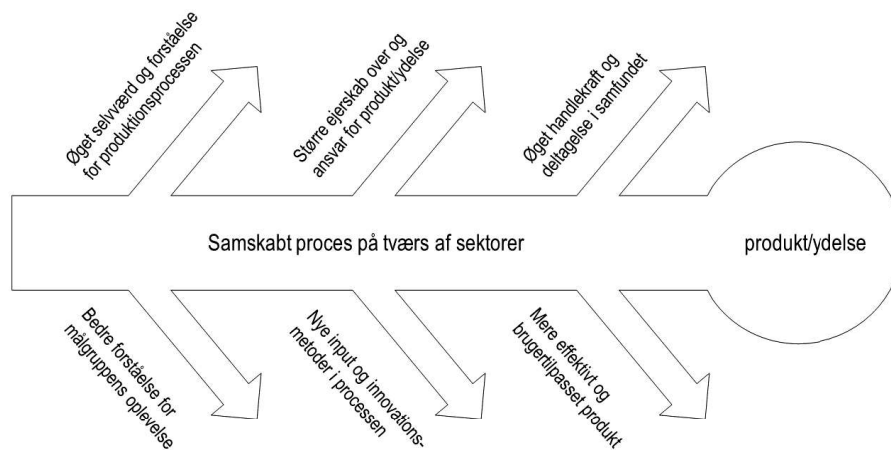 Øget selvværd og forståelse
for produktionsprocessen
Større ejerskab over og
ansvar for produkt/ydelse
Øget handlekraft og
deltagelse i samfundet
Samskabt proces på tværs af sektorer
produkt/ydelse
Bedre forståelse for
målgruppens oplevelse
Nye input og innovations-
metoder i processen
Mere effektivt og
brugertilpasset produkt